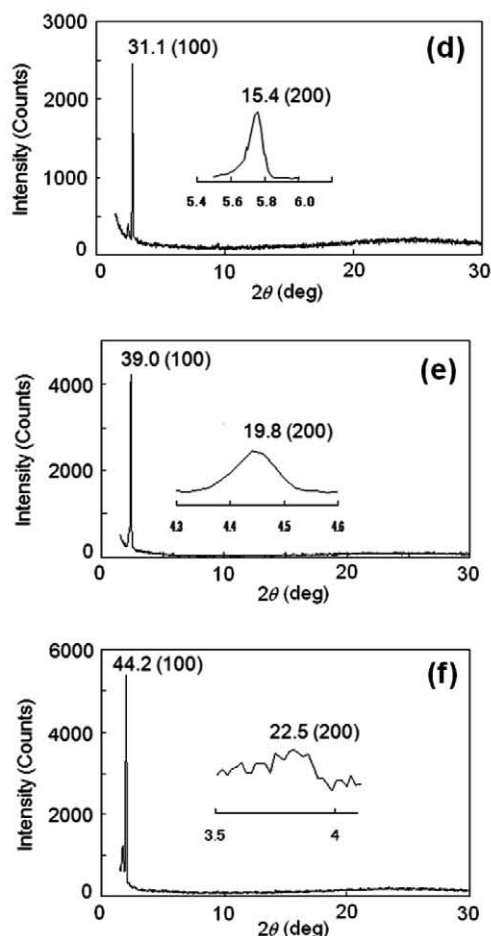 3000
2000
1000
0
Intensity (Counts)
31.1 (100)
(d)
15.4 (200)
5.4 5.6 5.8 6.0
0 10 20 30
2θ (deg)
4000
2000
0
Intensity (Counts)
39.0 (100)
(e)
19.8 (200)
4.3 4.4 4.5 4.6
0 10 20 30
2θ (deg)
6000
4000
2000
0
Intensity (Counts)
44.2 (100)
(f)
22.5 (200)
3.5 4
0 10 20 30
2θ (deg)